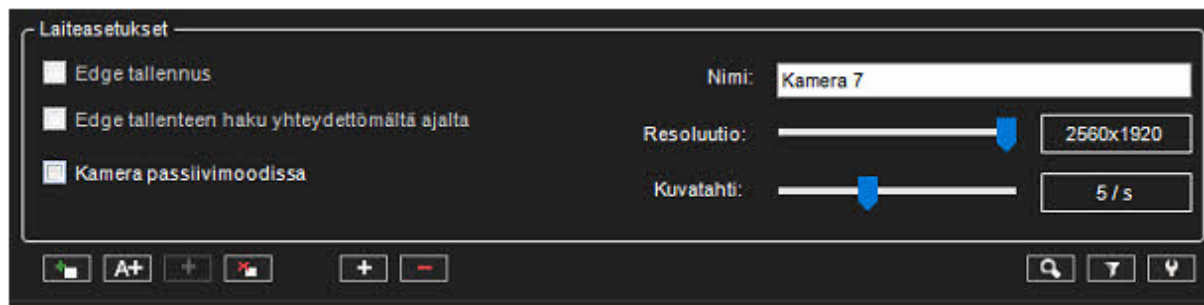 Laiteasetukset
Edge tallennus
Edge tallenteen haku yhteydettömältä ajalta
Kamera passiivimoodissa
Nimi: Kamera 7
Resoluutio: 2560x1920
Kuvatahti: 5 / s
A+